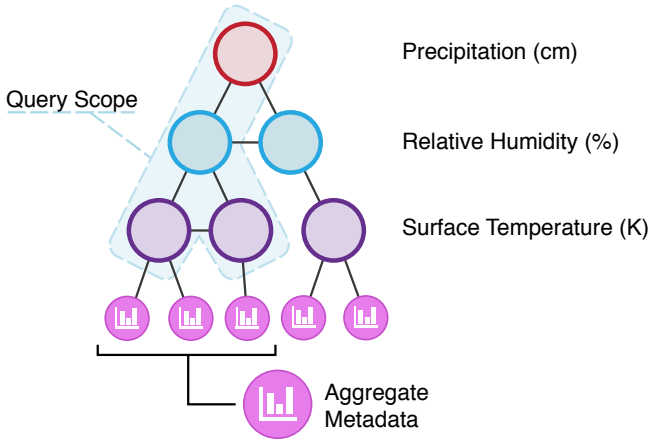 Precipitation (cm)
Query Scope
Relative Humidity (%)
Surface Temperature (K)
Aggregate
Metadata